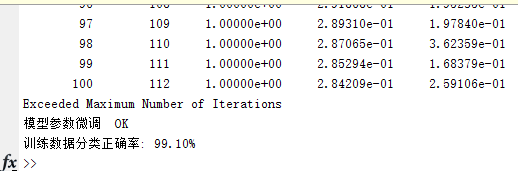 97 109 1.00000e+00 2.89310e-01 1.97840e-01
98 110 1.00000e+00 2.87065e-01 3.62359e-01
99 111 1.00000e+00 2.85294e-01 1.68379e-01
100 112 1.00000e+00 2.84209e-01 2.59106e-01
Exceeded Maximum Number of Iterations
模型参数微调 OK
训练数据分类正确率: 99.10%
fx >>